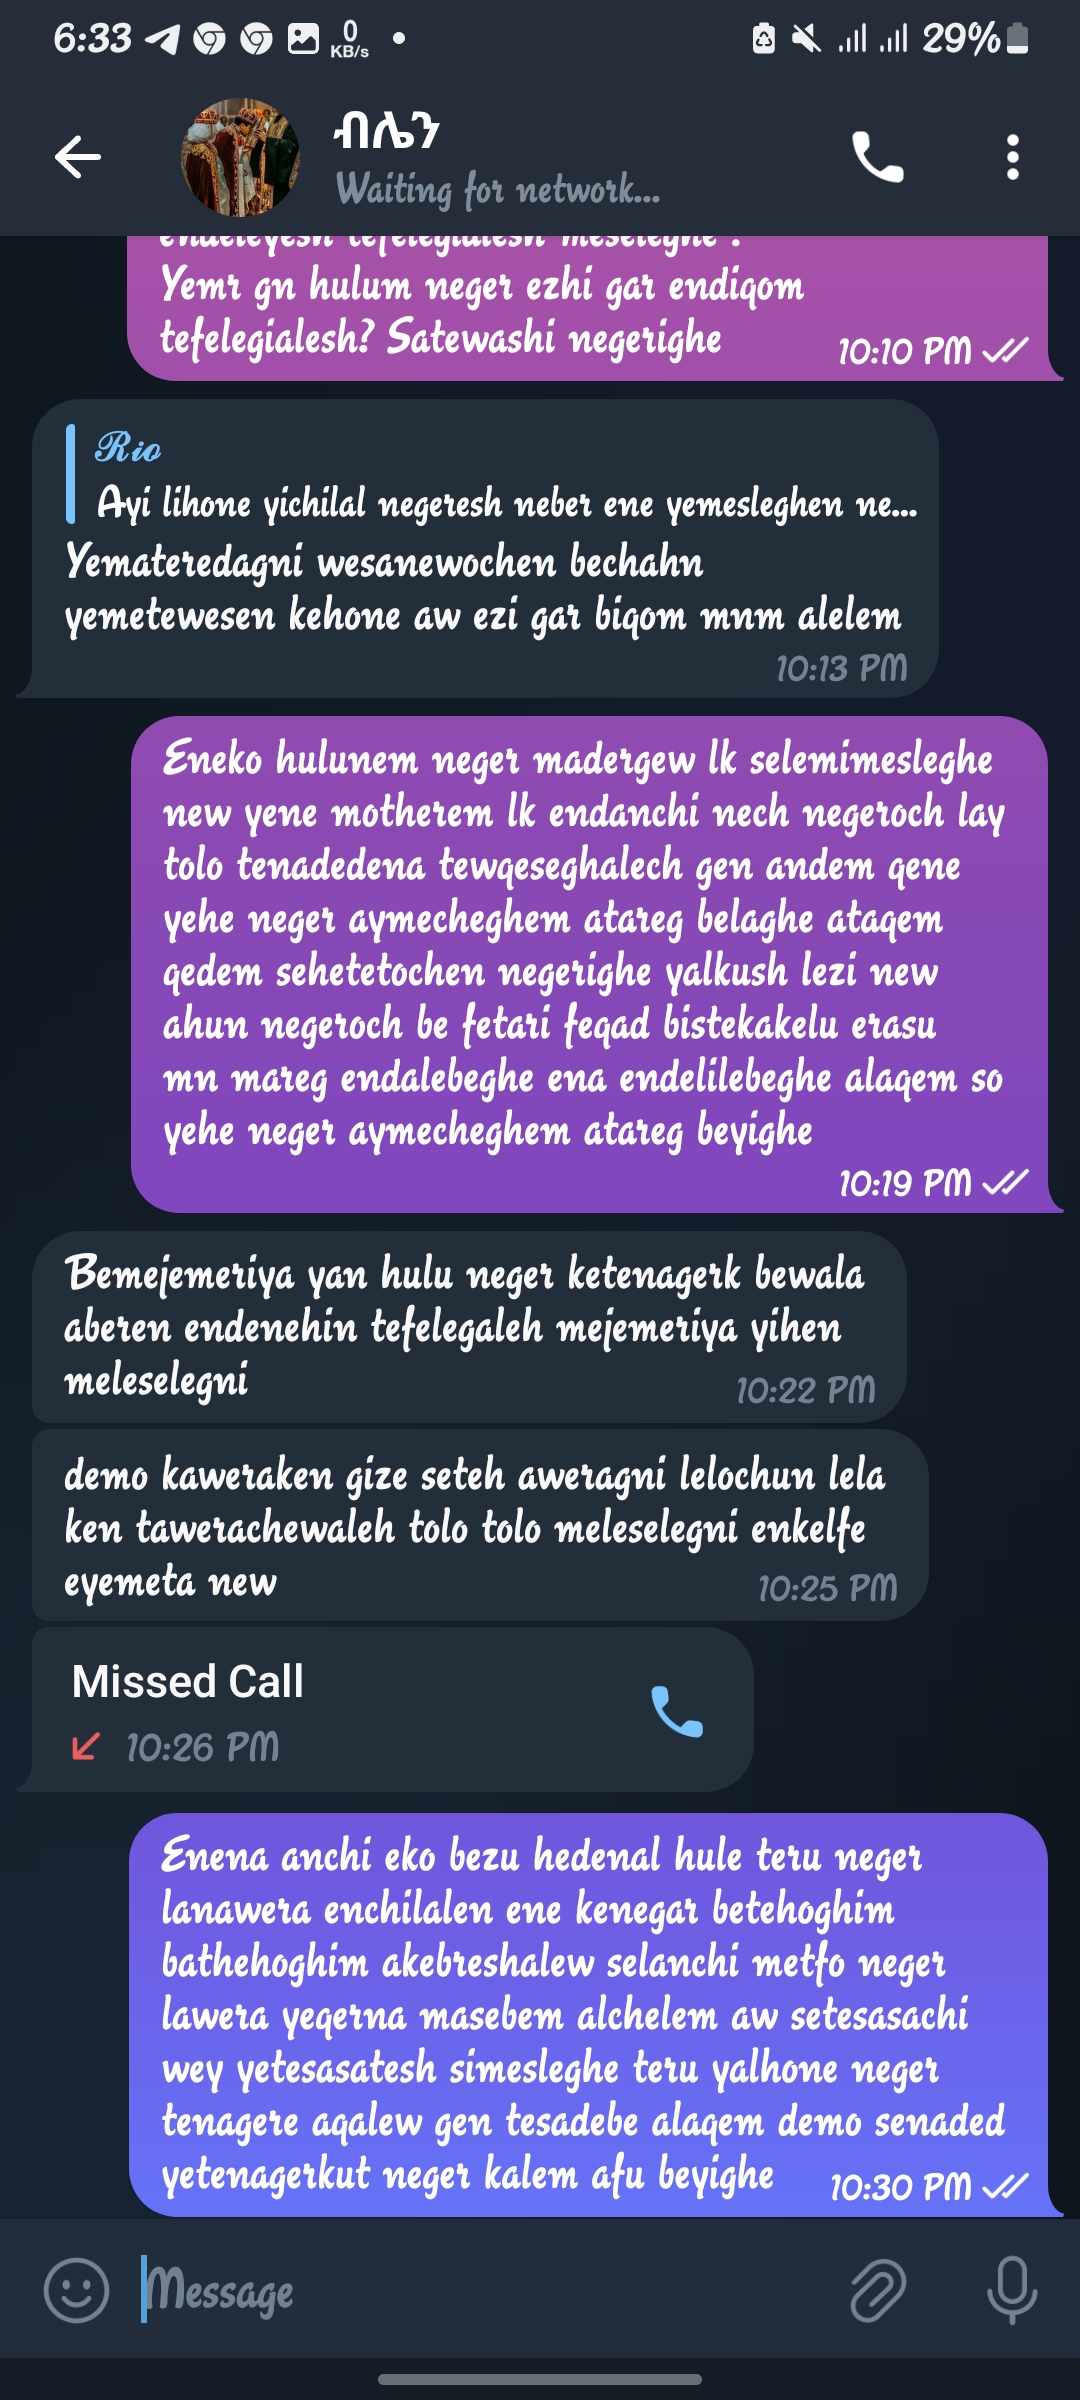 6:33
0
KB/s
29%
ብሌን
Waiting for network...
endeleyesh tefelegialesh meseleghe .
Yemr gn hulum neger ezhi gar endiqom
tefelegialesh? Satewashi negerighe
10:10 PM
Rio
Ayi lihone yichilal negeresh neber ene yemesleghen ne...
Yemateredagni wesanewochen bechahn
yemetewesen kehone aw ezi gar biqom mnm alelem
10:13 PM
Eneko hulunem neger madergew lk selemimesleghe
new yene motherem lk endanchi nech negeroch lay
tolo tenadedena tewqeseghalech gen andem qene
yehe neger aymecheghem atareg belaghe ataqem
qedem sehetetochen negerighe yalkush lezi new
ahun negeroch be fetari feqad bistekakelu erasu
mn mareg endalebeghe ena endelilebeghe alaqem so
yehe neger aymecheghem atareg beyighe
10:19 PM
Bemejemeriya yan hulu neger ketenagerk bewala
aberen endenehin tefelegaleh mejemeriya yihen
meleselegni
10:22 PM
demo kaweraken gize seteh aweragni lelochun lela
ken tawerachewaleh tolo tolo meleselegni enkelfe
eyemeta new
10:25 PM
Missed Call
10:26 PM
Enena anchi eko bezu hedenal hule teru neger
lanawera enchilalen ene kenegar betehoghim
bathehoghim akebreshalew selanchi metfo neger
lawera yeqerna masebem alchelem aw setesasachi
wey yetesasatesh simesleghe teru yalhone neger
tenagere aqalew gen tesadebe alaqem demo senaded
yetenagerkut neger kalem afu beyighe
10:30 PM
Message